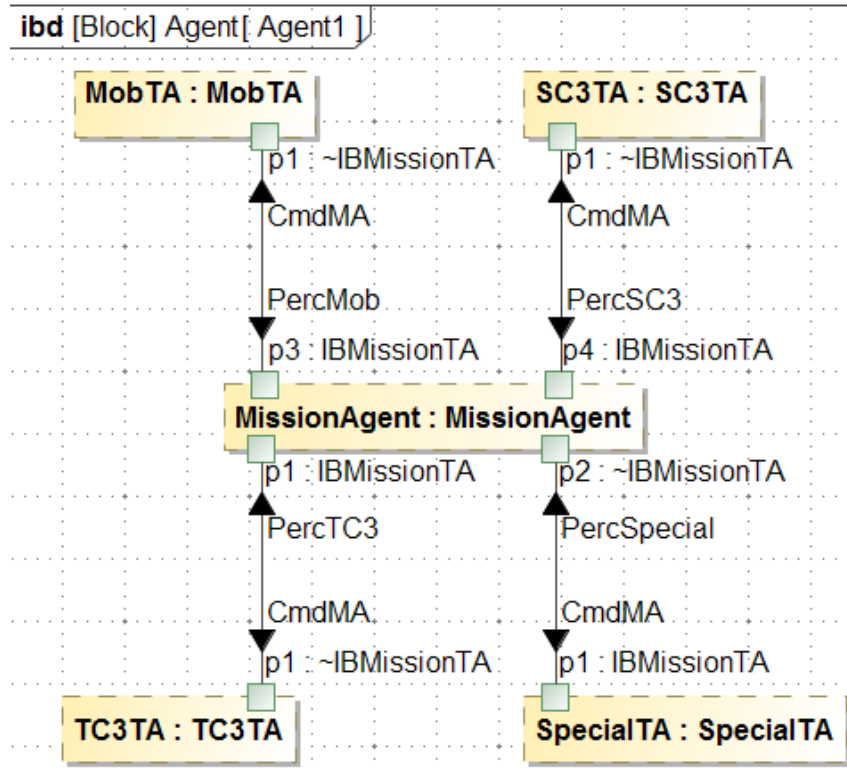 ibd [Block] Agent[ Agent1 ]
MobTA : MobTA
SC3TA : SC3TA
p1 : ~IBMissionTA
p1 : ~IBMissionTA
CmdMA
CmdMA
PercMob
PercSC3
p3 : IBMissionTA
p4 : IBMissionTA
MissionAgent : MissionAgent
p1 : IBMissionTA
p2 : ~IBMissionTA
PercTC3
PercSpecial
CmdMA
CmdMA
p1 : ~IBMissionTA
p1 : IBMissionTA
TC3TA : TC3TA
SpecialTA : SpecialTA